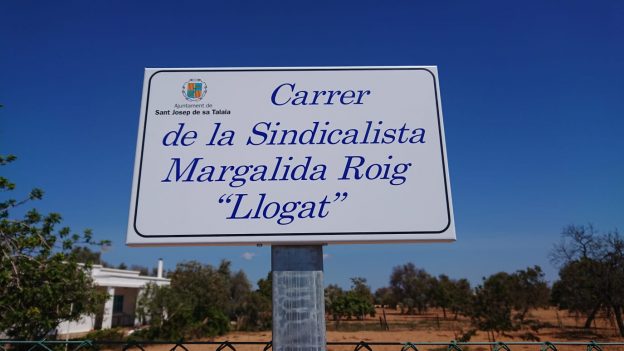 Ajuntament de
Sant Josep de sa Talaia
Carrer
de la Sindicalista
Margalida Roig
“Llogat”